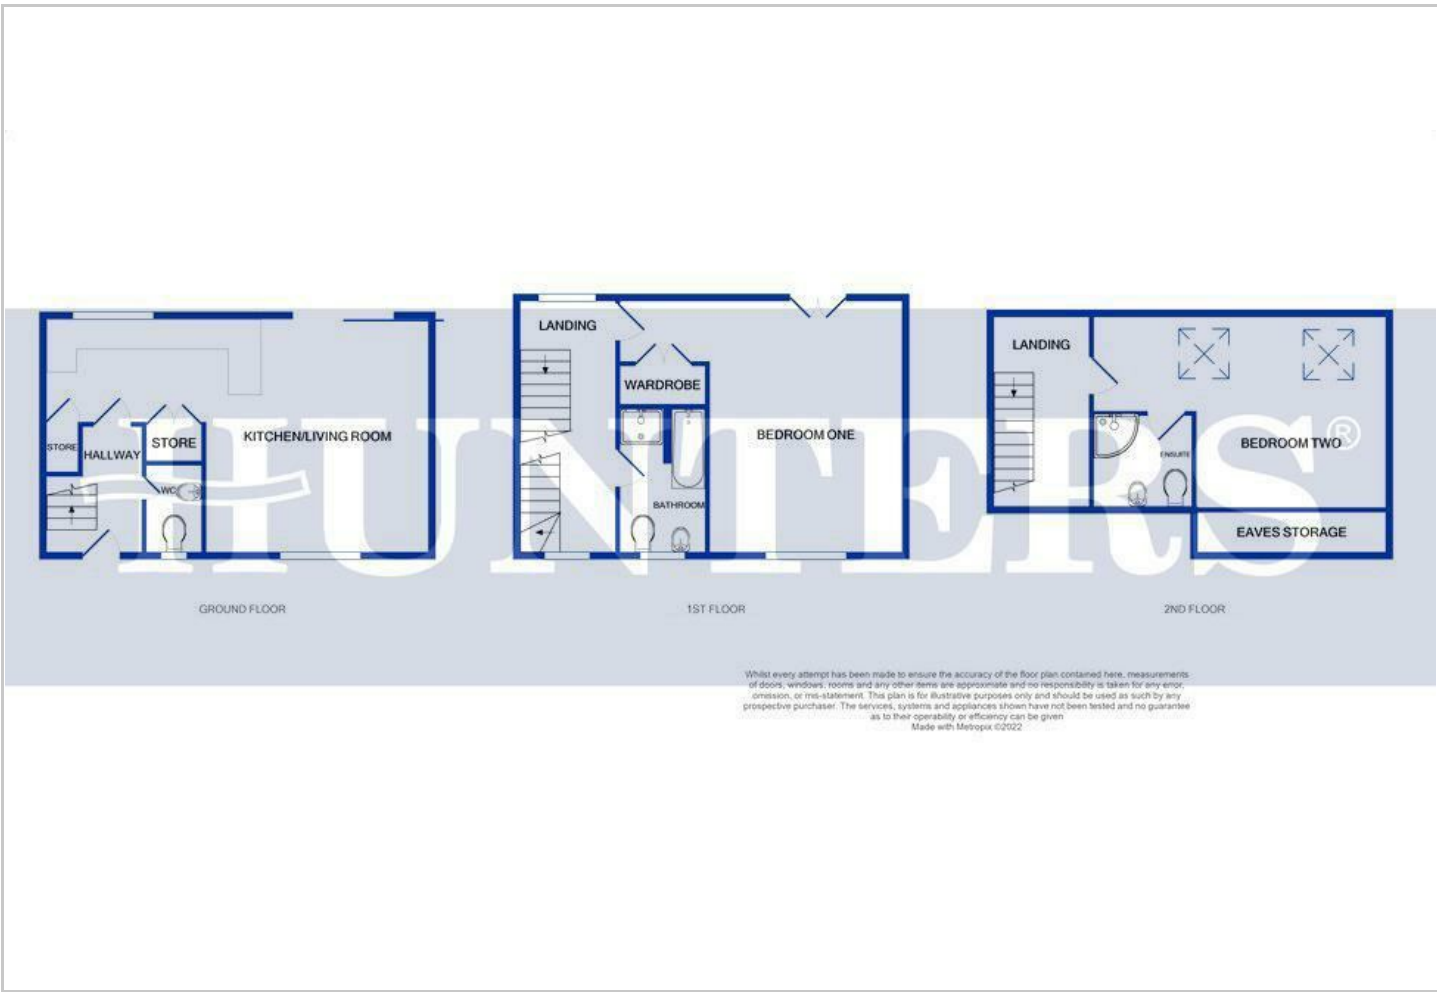 LANDING
WARDROBE
BEDROOM ONE
BATHROOM
LANDING
BEDROOM TWO
ENSUITE
EAVES STORAGE
STORE
HALLWAY
STORE
KITCHEN/LIVING ROOM
WC
HUNTERS®
GROUND FLOOR
1ST FLOOR
2ND FLOOR
Whilst every attempt has been made to ensure the accuracy of the floor plan contained here, measurements
of doors, windows, rooms and any other items are approximate and no responsibility is taken for any error,
omission, or mis-statement. This plan is for illustrative purposes only and should be used as such by any
prospective purchaser. The services, systems and appliances shown have not been tested and no guarantee
as to their operability or efficiency can be given
Made with Metropix ©2022